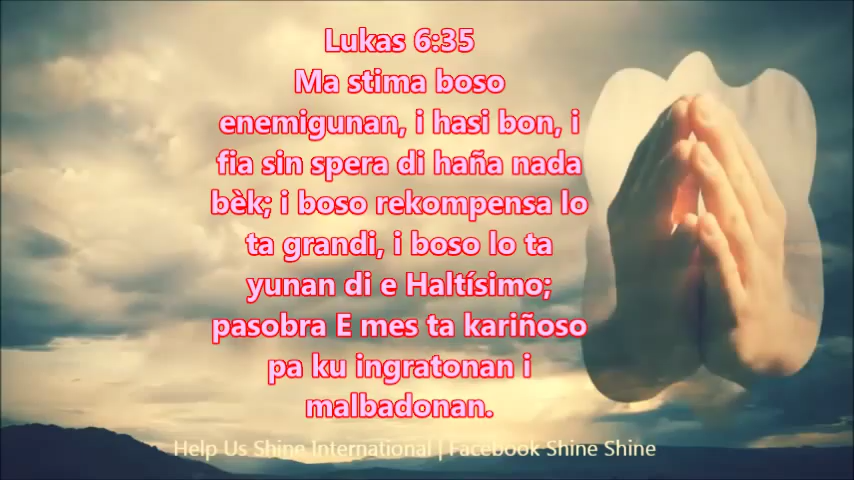 Lukas 6:35
Ma stima boso
enemigunan, i hasi bon, i
fia sin spera di haña nada
bèk; i boso rekompensa lo
ta grandi, i boso lo ta
yunan di e Haltísimo;
pasobra E mes ta kariñoso
pa ku ingratonan i
malbadonan.
Help Us Shine International | Facebook Shine Shine